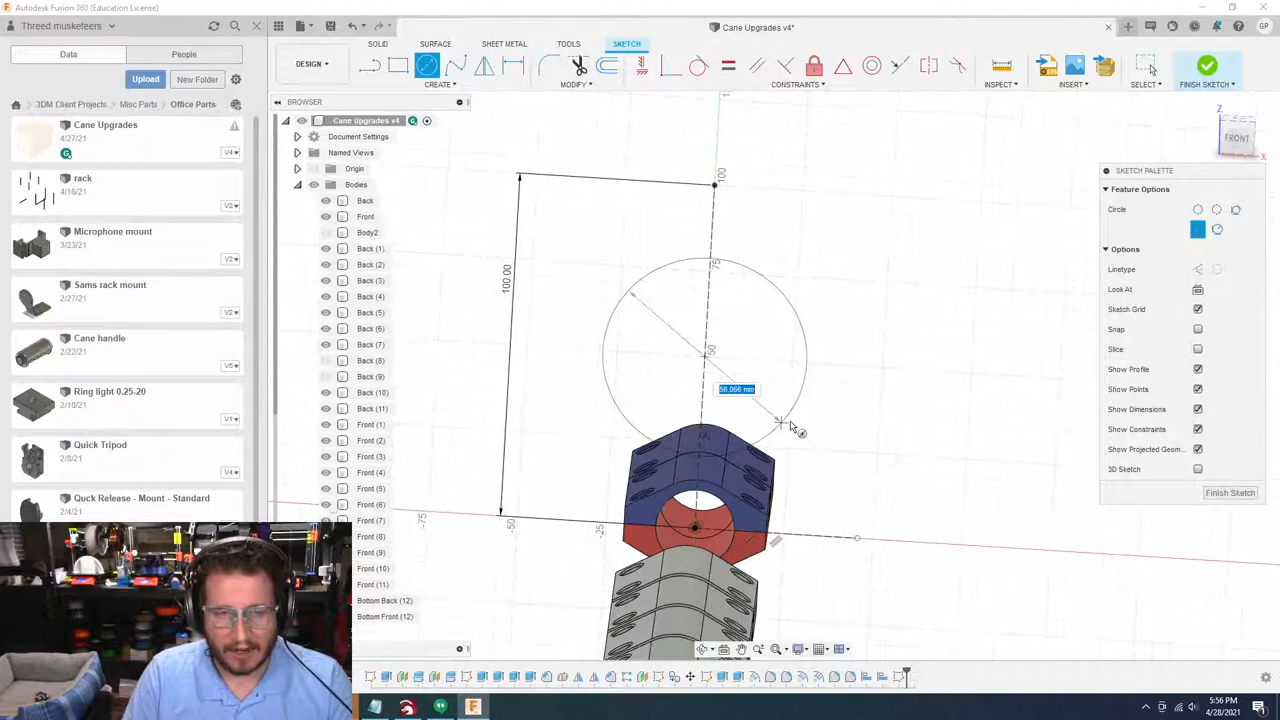 Autodesk Fusion 360 (Education License)
Threed musketers
Cane Upgrades v4*
GP
Data
People
Upload
New Folder
3DM Client Projects
Misc Parts
Office Parts
Cane Upgrades
4/27/21
V4
rack
4/16/21
V2
Microphone mount
3/23/21
V2
Sams rack mount
2/27/21
V2
Cane handle
2/22/21
V5
Ring light 0.25-20
2/10/21
V1
Quick Tripod
2/8/21
V4
Quck Release - Mount - Standard
2/4/21
SOLID
SURFACE
SHEET METAL
TOOLS
SKETCH
DESIGN
CREATE
MODIFY
CONSTRAINTS
INSPECT
INSERT
SELECT
FINISH SKETCH
BROWSER
Cane Upgrades v4
Document Settings
Named Views
Origin
Bodies
Back
Front
Body2
Back (1)
Back (2)
Back (3)
Back (4)
Back (5)
Back (6)
Back (7)
Back (8)
Back (9)
Back (10)
Back (11)
Front (1)
Front (2)
Front (3)
Front (4)
Front (5)
Front (6)
Front (7)
Front (8)
Front (9)
Front (10)
Front (11)
Bottom Back (12)
Bottom Front (12)
100
75
50
100.00
58.066 mm
-75
-50
-25
Z
FRONT
X
SKETCH PALETTE
Feature Options
Circle
Options
Linetype
Look At
Sketch Grid
Snap
Slice
Show Profile
Show Points
Show Dimensions
Show Constraints
Show Projected Geom...
3D Sketch
Finish Sketch
5:56 PM
4/28/2021